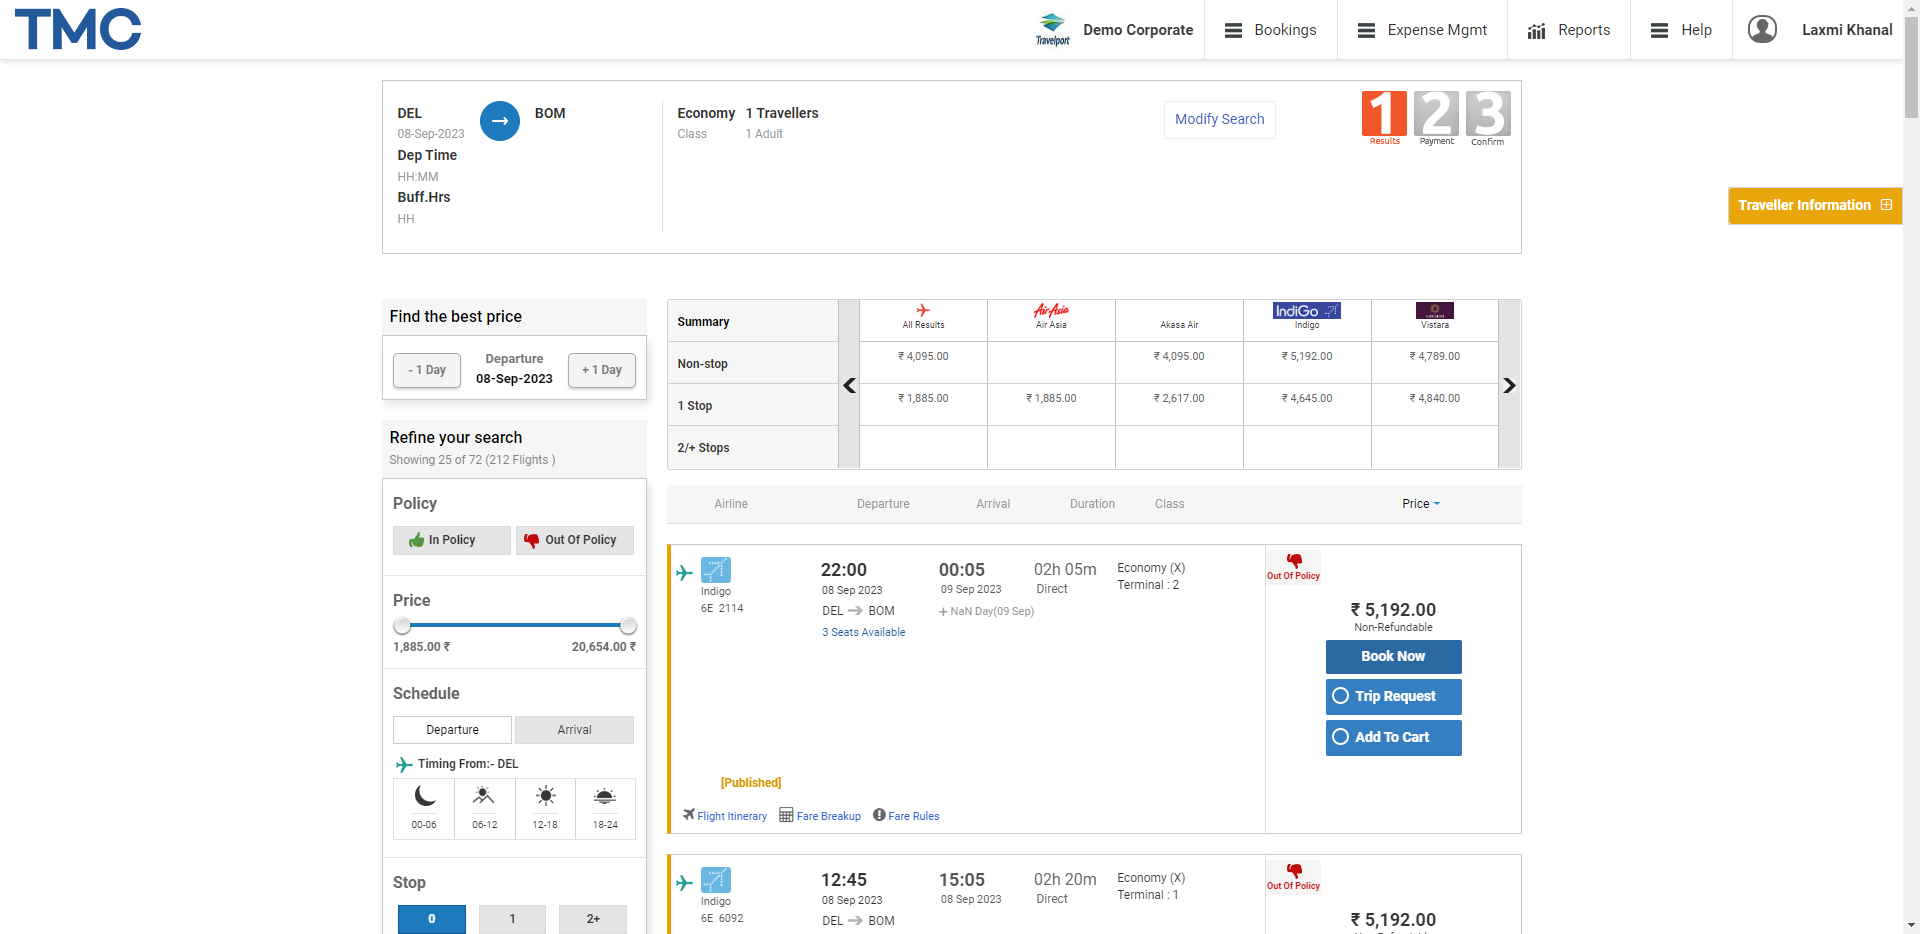 TMC
Travelport
Demo Corporate
Bookings
Expense Mgmt
Reports
Help
Laxmi Khanal
DEL
BOM
08-Sep-2023
Dep Time
HH:MM
Buff.Hrs
HH
Economy
1 Travellers
Class
1 Adult
Modify Search
1
2
3
Results
Payment
Confirm
Traveller Information
Find the best price
- 1 Day
Departure
08-Sep-2023
+ 1 Day
Refine your search
Showing 25 of 72 (212 Flights )
Policy
In Policy
Out Of Policy
Price
1,885.00 ₹
20,654.00 ₹
Schedule
Departure
Arrival
Timing From:- DEL
00-06
06-12
12-18
18-24
Stop
0
1
2+
Summary
All Results
AirAsia
Air Asia
Akasa Air
IndiGo
Indigo
Vistara
Non-stop
₹ 4,095.00
₹ 4,095.00
₹ 5,192.00
₹ 4,789.00
1 Stop
₹ 1,885.00
₹ 1,885.00
₹ 2,617.00
₹ 4,645.00
₹ 4,840.00
2/+ Stops
Airline
Departure
Arrival
Duration
Class
Price
Indigo
6E 2114
22:00
08 Sep 2023
DEL
BOM
3 Seats Available
00:05
09 Sep 2023
+ NaN Day(09 Sep)
02h 05m
Direct
Economy (X)
Terminal : 2
Out Of Policy
₹ 5,192.00
Non-Refundable
Book Now
Trip Request
Add To Cart
[Published]
Flight Itinerary
Fare Breakup
Fare Rules
Indigo
6E 6092
12:45
08 Sep 2023
DEL
BOM
15:05
08 Sep 2023
02h 20m
Direct
Economy (X)
Terminal : 1
Out Of Policy
₹ 5,192.00